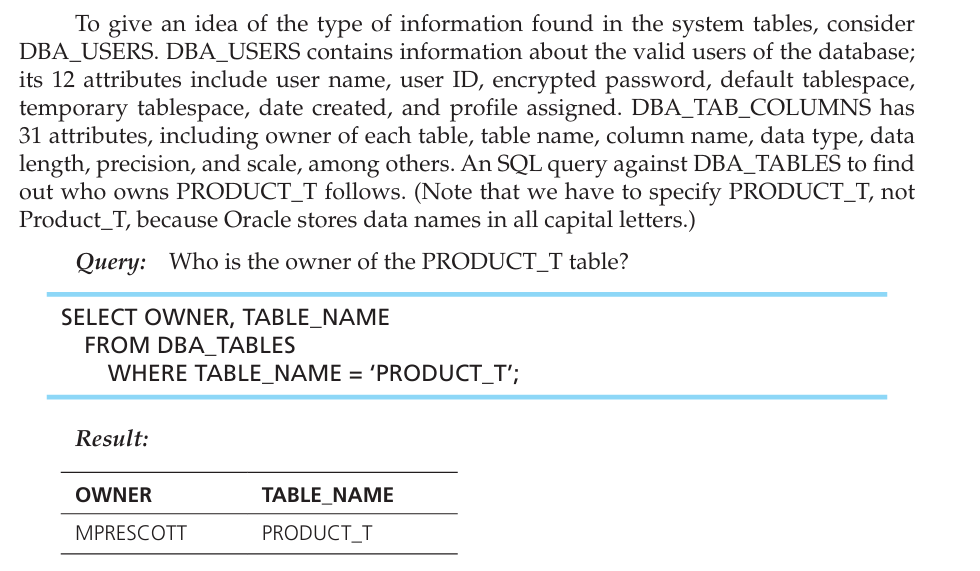 To give an idea of the type of information found in the system tables, consider
DBA_USERS. DBA_USERS contains information about the valid users of the database;
its 12 attributes include user name, user ID, encrypted password, default tablespace,
temporary tablespace, date created, and profile assigned. DBA_TAB_COLUMNS has
31 attributes, including owner of each table, table name, column name, data type, data
length, precision, and scale, among others. An SQL query against DBA_TABLES to find
out who owns PRODUCT_T follows. (Note that we have to specify PRODUCT_T, not
Product_T, because Oracle stores data names in all capital letters.)
Query: Who is the owner of the PRODUCT_T table?
SELECT OWNER, TABLE_NAME
FROM DBA_TABLES
WHERE TABLE_NAME = ‘PRODUCT_T’;
Result:
OWNER TABLE_NAME
MPRESCOTT PRODUCT_T